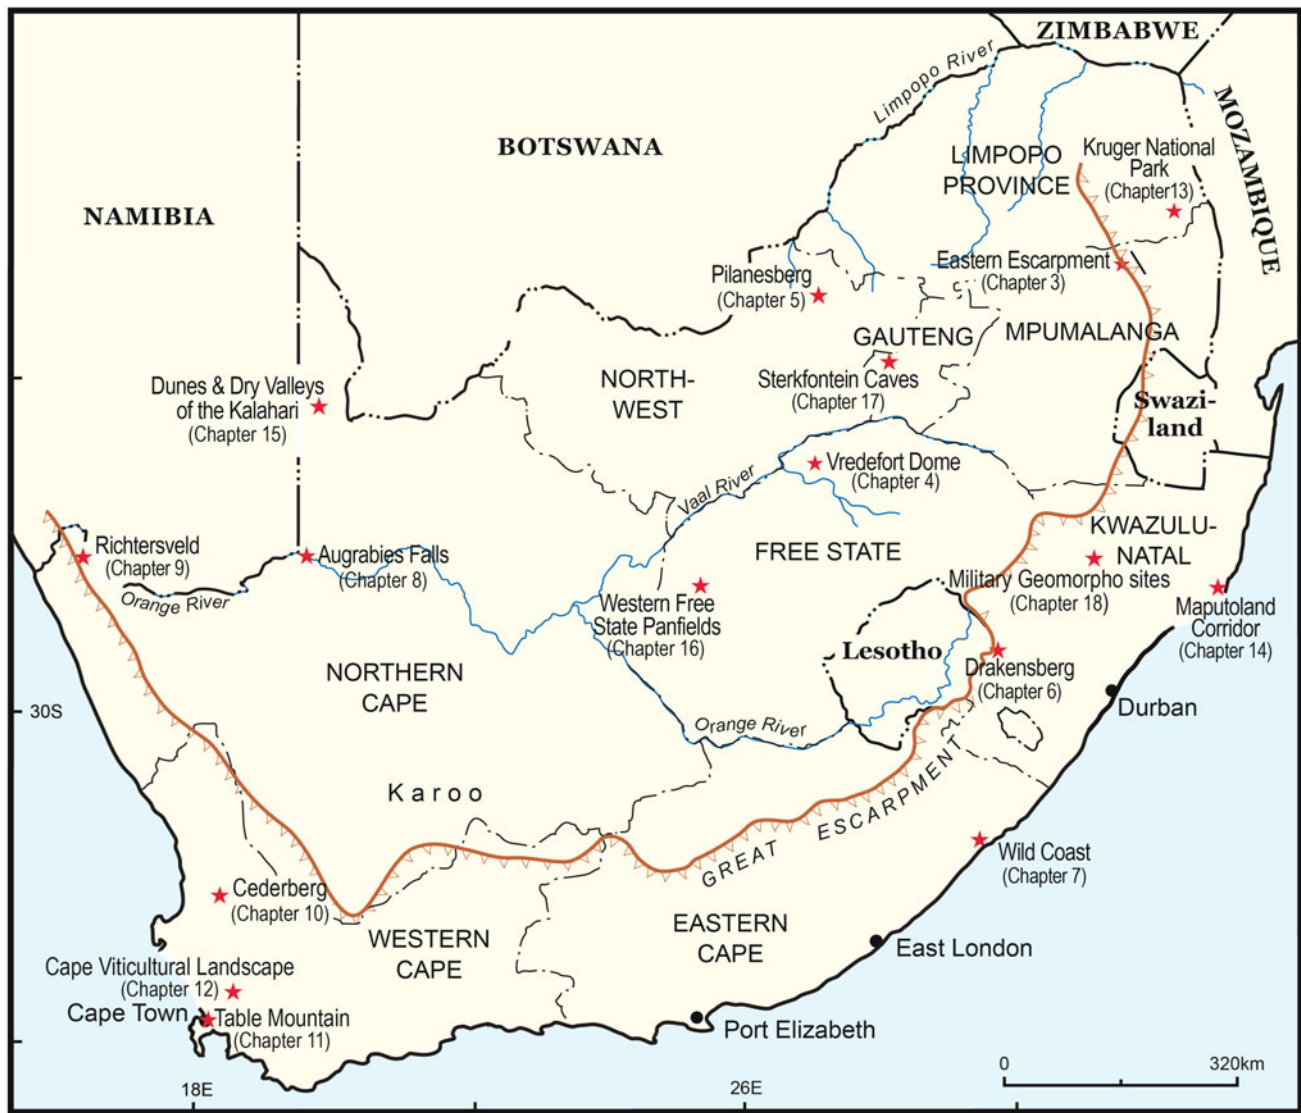 ZIMBABWE
Limpopo River
MOZAMBIQUE
BOTSWANA
LIMPOPO
PROVINCE
Kruger National
Park
(Chapter13)
NAMIBIA
Eastern Escarpment
(Chapter 3)
Pilanesberg
(Chapter 5)
GAUTENG
MPUMALANGA
Dunes & Dry Valleys
of the Kalahari
(Chapter 15)
NORTH-
WEST
Sterkfontein Caves
(Chapter 17)
Swazi-
land
Vaal River
Vredefort Dome
(Chapter 4)
KWAZULU-
NATAL
Richtersveld
(Chapter 9)
Augrabies Falls
(Chapter 8)
FREE STATE
Orange River
Western Free
State Panfields
(Chapter 16)
Military Geomorpho sites
(Chapter 18)
Maputoland
Corridor
(Chapter 14)
Lesotho
NORTHERN
CAPE
Drakensberg
(Chapter 6)
30S
Orange River
Durban
Karoo
GREAT ESCARPMENT
Wild Coast
(Chapter 7)
Cederberg
(Chapter 10)
WESTERN
CAPE
EASTERN
CAPE
East London
Cape Viticultural Landscape
(Chapter 12)
Cape Town
Table Mountain
(Chapter 11)
Port Elizabeth
0 320km
18E
26E